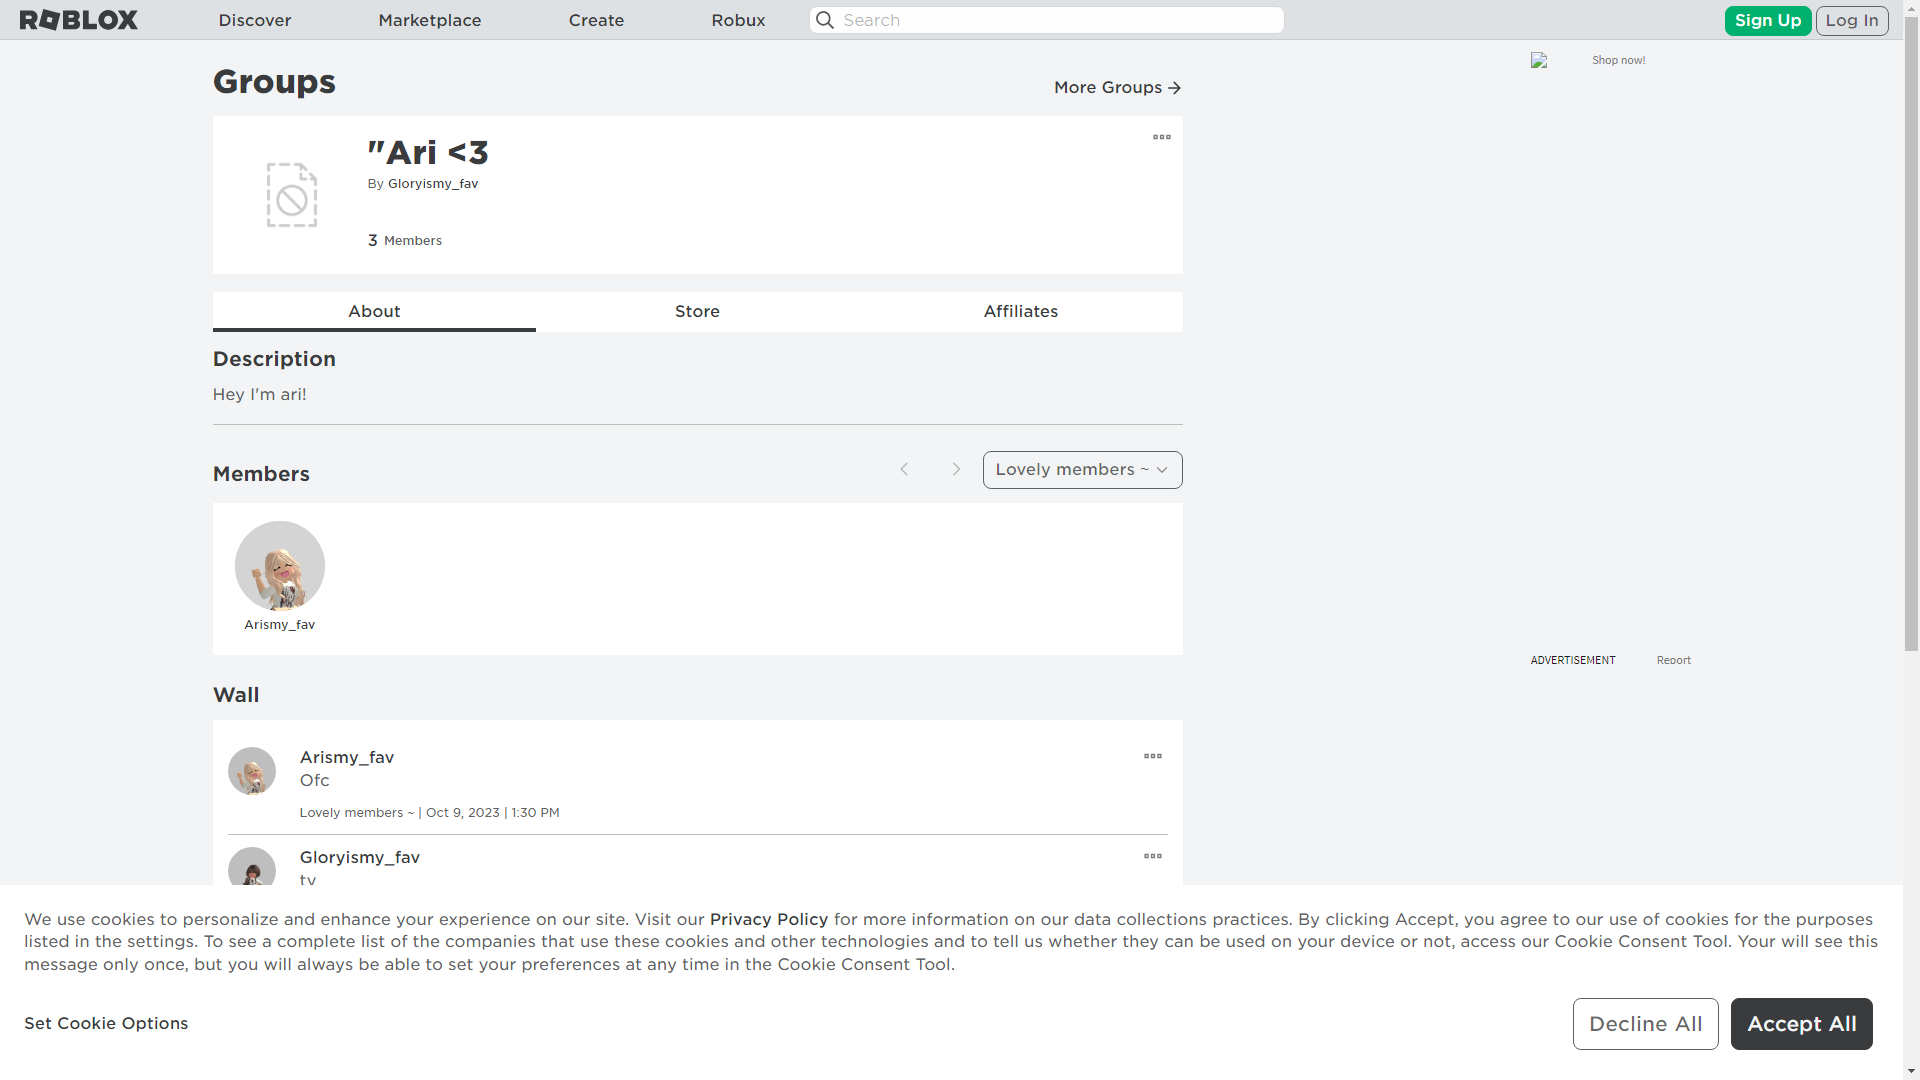 ROBLOX
Discover
Marketplace
Create
Robux
Search
Sign Up
Log In
Shop now!
Groups
More Groups
"Ari <3
By Gloryismy_fav
3 Members
About
Store
Affiliates
Description
Hey I'm ari!
Members
Lovely members ~
Arismy_fav
ADVERTISEMENT
Report
Wall
Arismy_fav
Ofc
Lovely members ~ | Oct 9, 2023 | 1:30 PM
Gloryismy_fav
ty
We use cookies to personalize and enhance your experience on our site. Visit our Privacy Policy for more information on our data collections practices. By clicking Accept, you agree to our use of cookies for the purposes
listed in the settings. To see a complete list of the companies that use these cookies and other technologies and to tell us whether they can be used on your device or not, access our Cookie Consent Tool. Your will see this
message only once, but you will always be able to set your preferences at any time in the Cookie Consent Tool.
Set Cookie Options
Decline All
Accept All